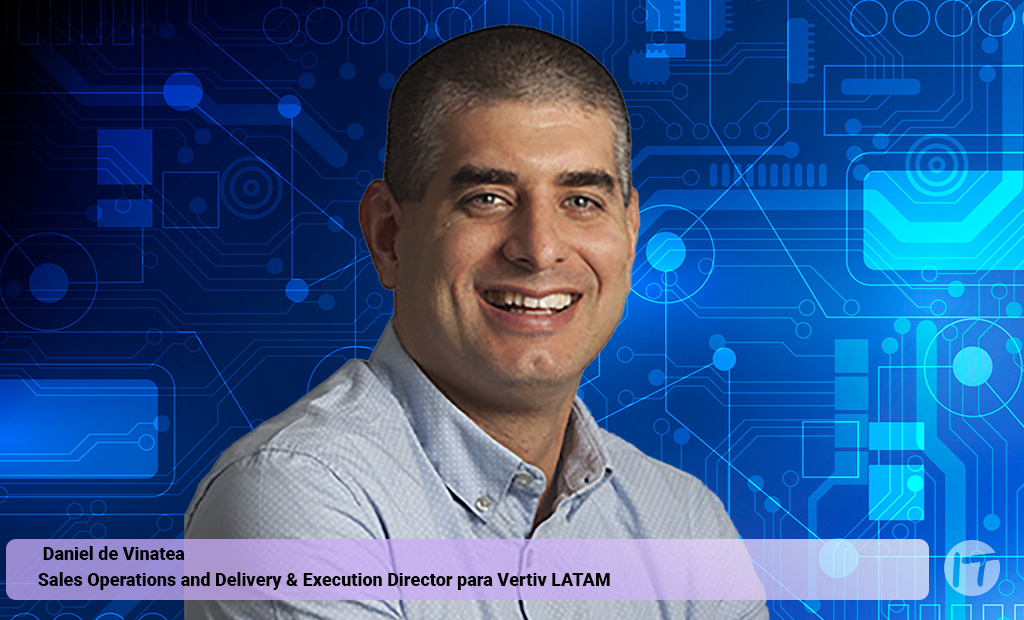 Daniel de Vinatea
Sales Operations and Delivery & Execution Director para Vertiv LATAM
IT